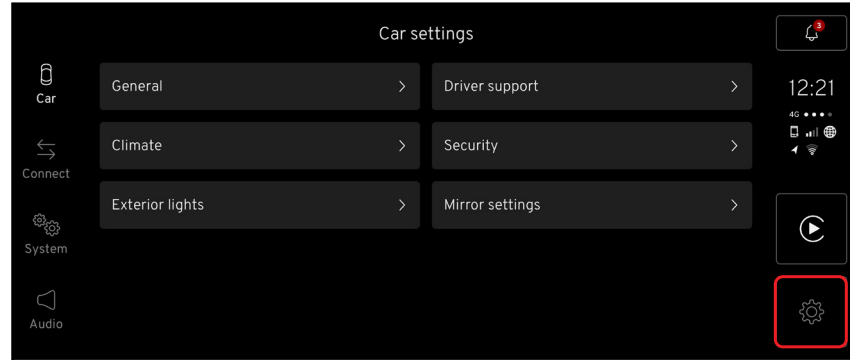 Car settings
3
Car
General
Driver support
12:21
4G
Climate
Security
Connect
Exterior lights
Mirror settings
System
Audio